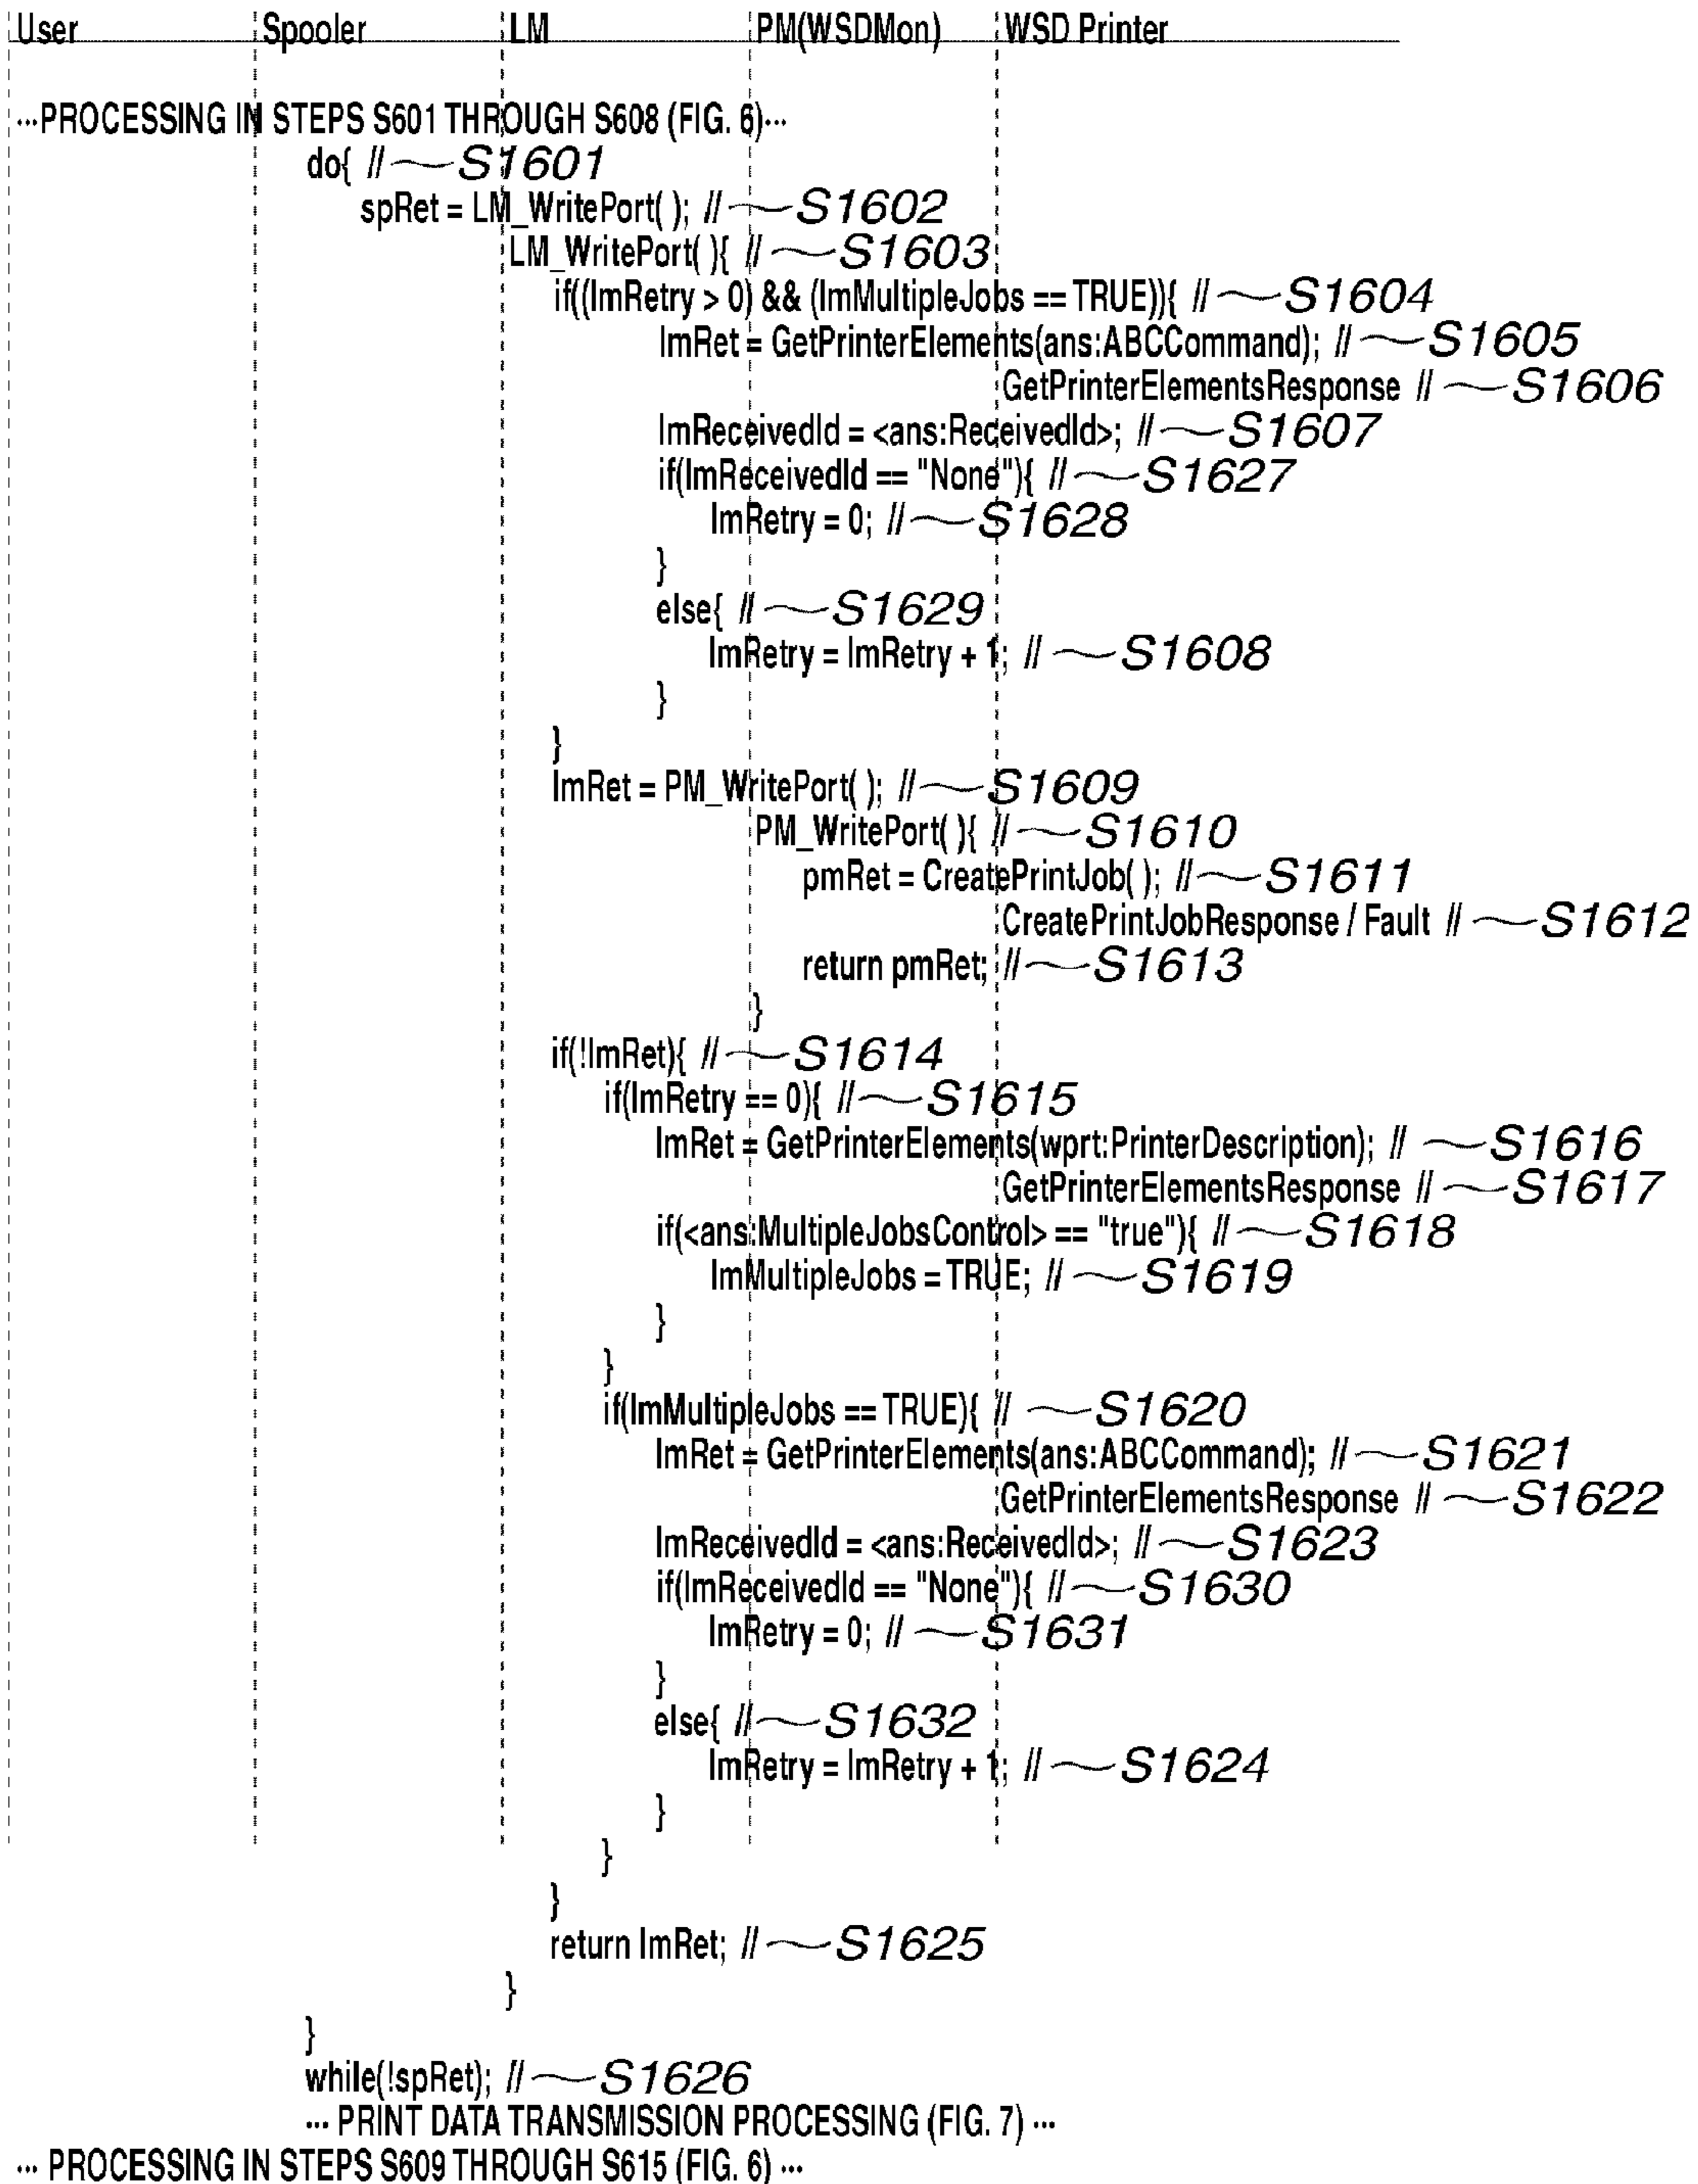 User Spooler LM PM(WSDMon) WSD Printer
...PROCESSING IN STEPS S601 THROUGH S608 (FIG. 6)...
do{ // S1601
spRet = LM_WritePort( ); // S1602
LM_WritePort( ){ // S1603
if((lmRetry > 0) && (lmMultipleJobs == TRUE)){ // S1604
lmRet = GetPrinterElements(ans:ABCCommand); // S1605
GetPrinterElementsResponse // S1606
lmReceivedId = <ans:ReceivedId>; // S1607
if(lmReceivedId == "None"){ // S1627
lmRetry = 0; // S1628
}
else{ // S1629
lmRetry = lmRetry + 1; // S1608
}
}
lmRet = PM_WritePort( ); // S1609
PM_WritePort( ){ // S1610
pmRet = CreatePrintJob( ); // S1611
CreatePrintJobResponse / Fault // S1612
return pmRet; // S1613
}
if(!lmRet){ // S1614
if(lmRetry == 0){ // S1615
lmRet = GetPrinterElements(wprt:PrinterDescription); // S1616
GetPrinterElementsResponse // S1617
if(<ans:MultipleJobsControl> == "true"){ // S1618
lmMultipleJobs = TRUE; // S1619
}
}
if(lmMultipleJobs == TRUE){ // S1620
lmRet = GetPrinterElements(ans:ABCCommand); // S1621
GetPrinterElementsResponse // S1622
lmReceivedId = <ans:ReceivedId>; // S1623
if(lmReceivedId == "None"){ // S1630
lmRetry = 0; // S1631
}
else{ // S1632
lmRetry = lmRetry + 1; // S1624
}
}
}
return lmRet; // S1625
}
}
while(!spRet); // S1626
... PRINT DATA TRANSMISSION PROCESSING (FIG. 7) ...
... PROCESSING IN STEPS S609 THROUGH S615 (FIG. 6) ...